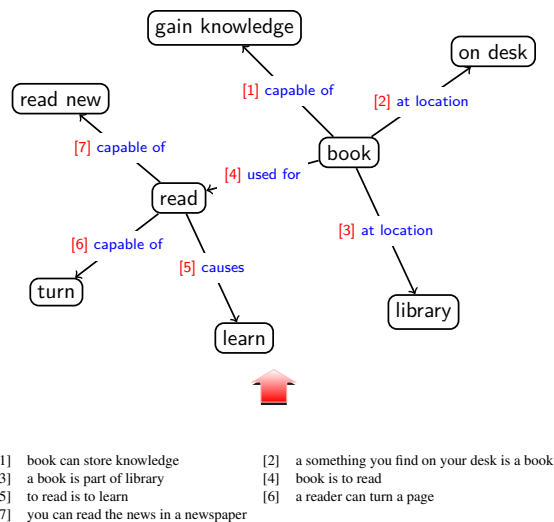 gain knowledge
on desk
[1] capable of
[2] at location
read new
[7] capable of
book
[4] used for
read
[3] at location
[6] capable of
[5] causes
turn
library
learn
1] book can store knowledge [2] a something you find on your desk is a book
3] a book is part of library [4] book is to read
5] to read is to learn [6] a reader can turn a page
7] you can read the news in a newspaper